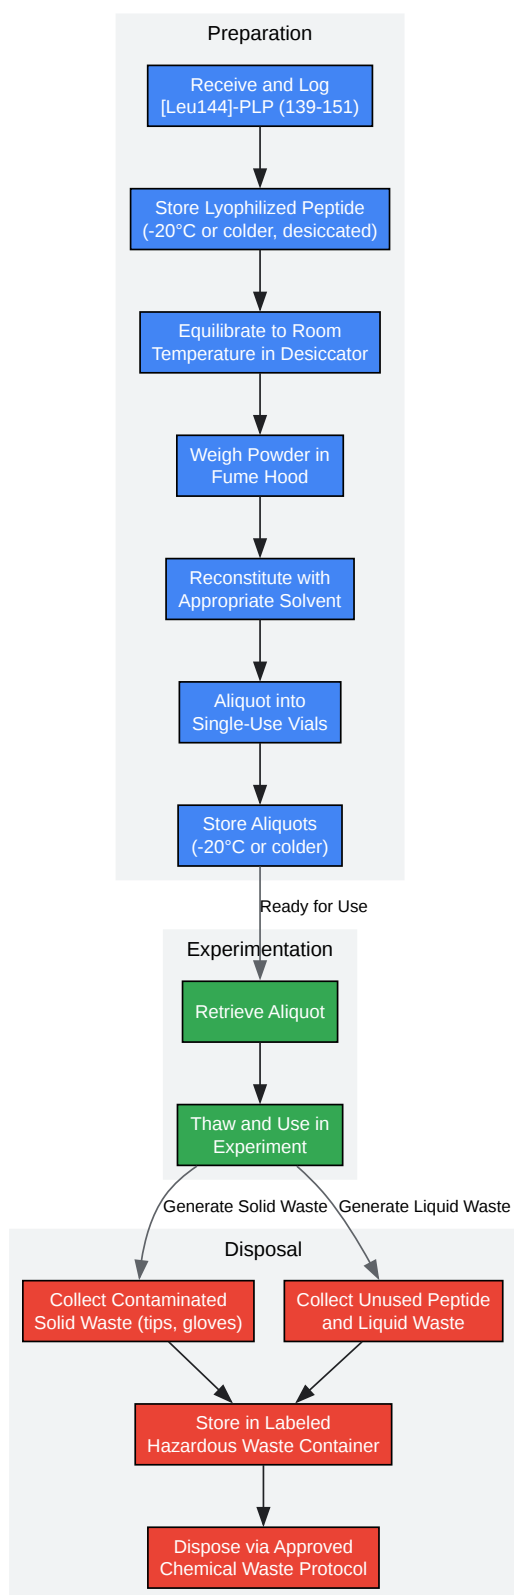 Preparation
Receive and Log
[Leu144]-PLP (139-151)
Store Lyophilized Peptide
(-20°C or colder, desiccated)
Equilibrate to Room
Temperature in Desiccator
Weigh Powder in
Fume Hood
Reconstitute with
Appropriate Solvent
Aliquot into
Single-Use Vials
Store Aliquots
(-20°C or colder)
Ready for Use
Experimentation
Retrieve Aliquot
Thaw and Use in
Experiment
Generate Solid Waste
Generate Liquid Waste
Disposal
Collect Contaminated
Solid Waste (tips, gloves)
Collect Unused Peptide
and Liquid Waste
Store in Labeled
Hazardous Waste Container
Dispose via Approved
Chemical Waste Protocol